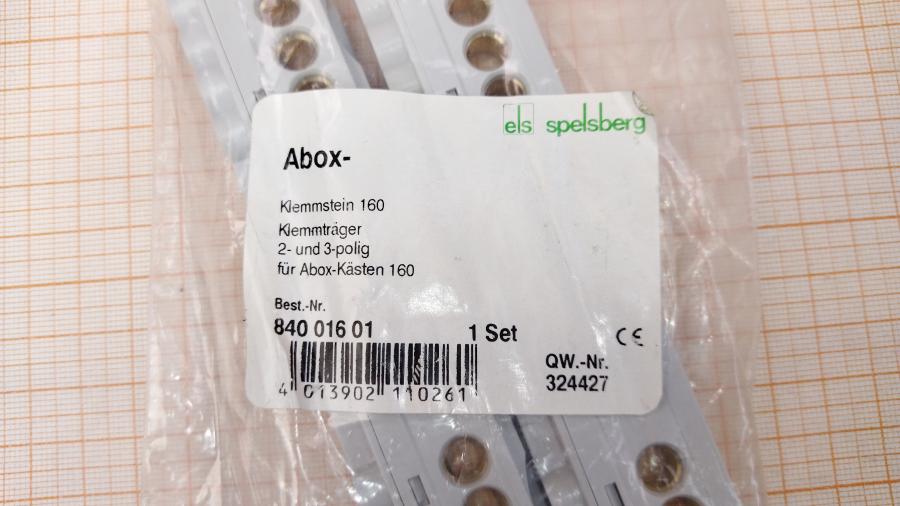 els spelsberg
Abox-
Klemmstein 160
Klemmträger
2- und 3-polig
für Abox-Kästen 160
Best.-Nr.
840 016 01 1 Set
CE
QW.-Nr.
324427
4 013902 110261